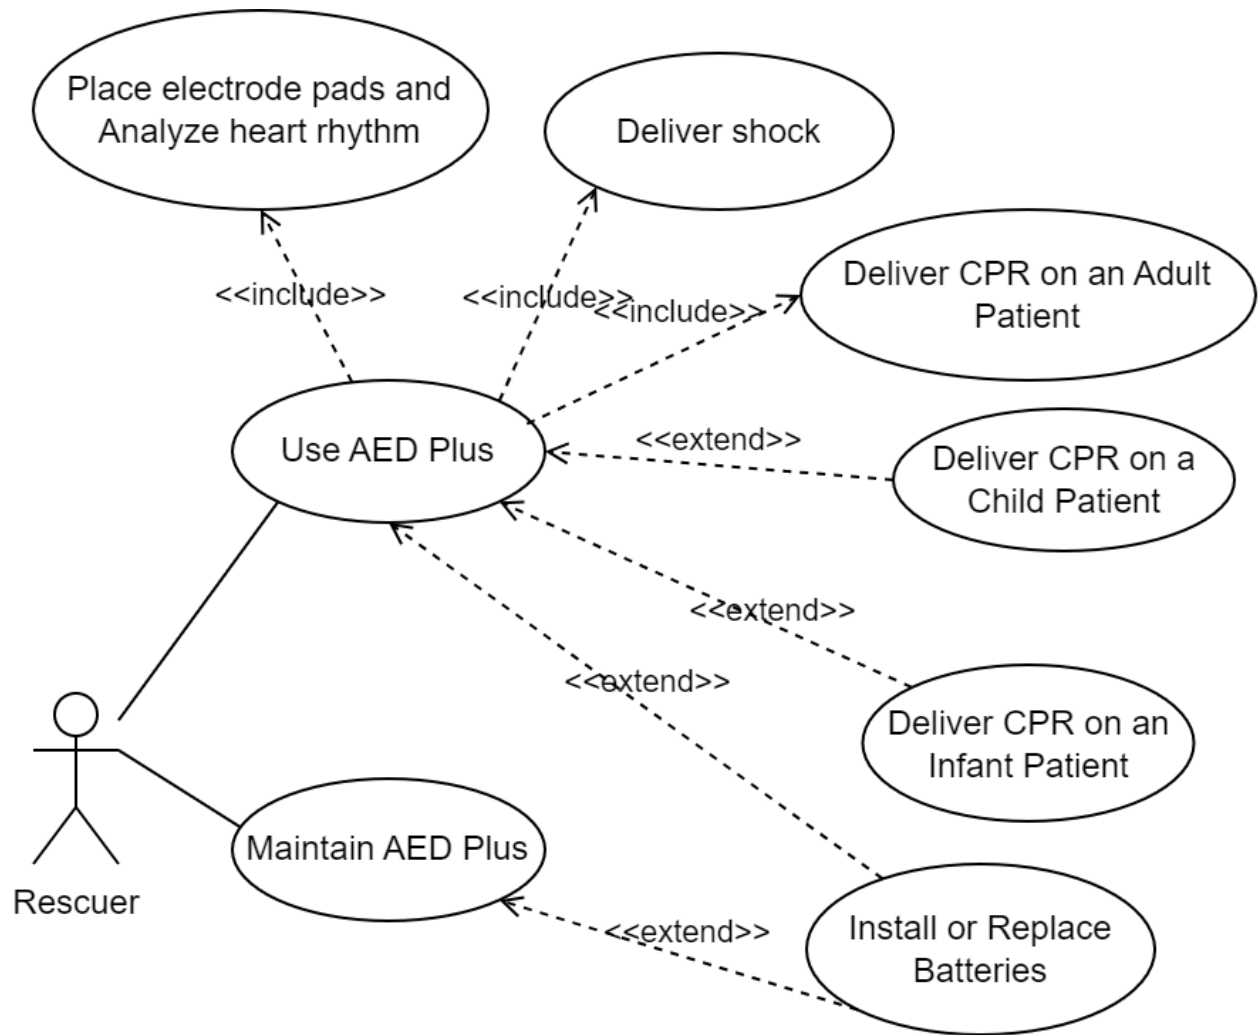 Place electrode pads and
Analyze heart rhythm
Deliver shock
Deliver CPR on an Adult
Patient
<<include>>
<<include>>
<<include>>
Use AED Plus
<<extend>>
Deliver CPR on a
Child Patient
<<extend>>
<<extend>>
Deliver CPR on an
Infant Patient
Maintain AED Plus
Rescuer
<<extend>>
Install or Replace
Batteries